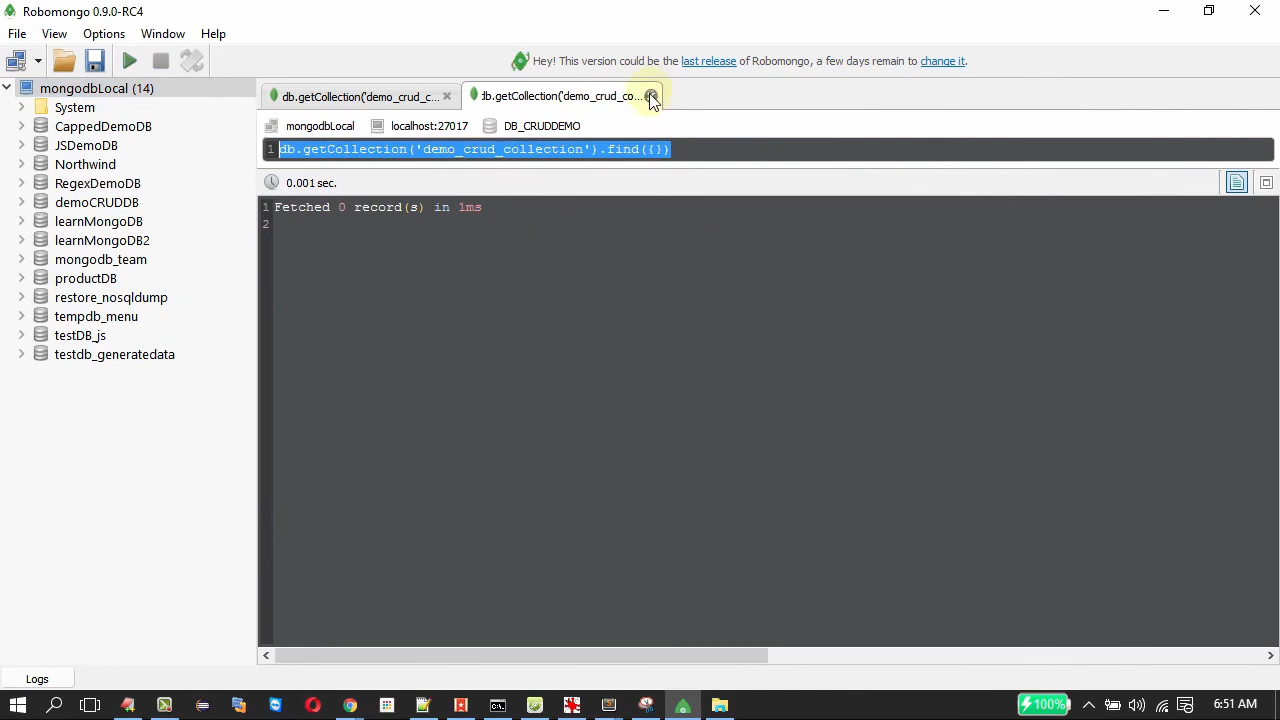 Robomongo 0.9.0-RC4
File View Options Window Help
Hey! This version could be the last release of Robomongo, a few days remain to change it.
mongodbLocal (14)
System
CappedDemoDB
JSDemoDB
Northwind
RegexDemoDB
demoCRUDDB
learnMongoDB
learnMongoDB2
mongodb_team
productDB
restore_nosqldump
tempdb_menu
testDB_js
testdb_generatedata
db.getCollection('demo_crud_c... db.getCollection('demo_crud_co...
mongodbLocal localhost:27017 DB_CRUDDEMO
1 db.getCollection('demo_crud_collection').find({})
0.001 sec.
1 Fetched 0 record(s) in 1ms
2
Logs
100% 6:51 AM